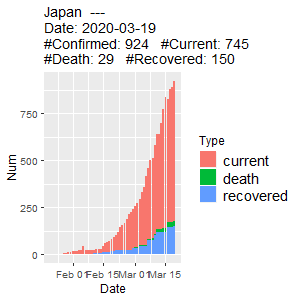 Japan  ---
Date: 2020-03-19
#Confirmed: 924   #Current: 745
#Death: 29   #Recovered: 150
Num
750
500
250
0
Feb 01
Feb 15
Mar 01
Mar 15
Date
Type
current
death
recovered